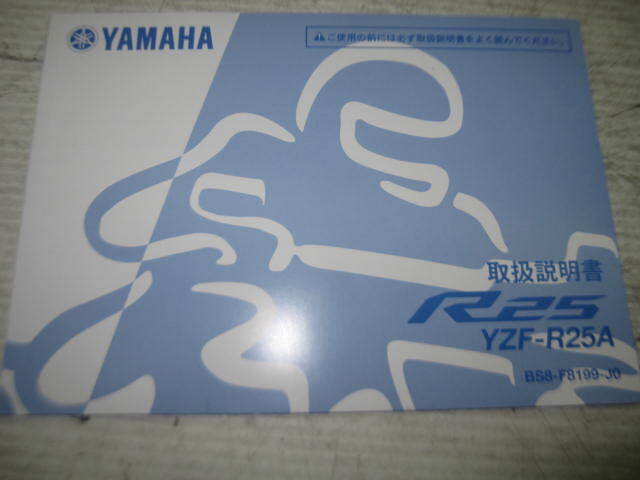 YAMAHA
⚠ご使用の前には必ず取扱説明書をよく読んでください。
取扱説明書
R25
YZF-R25A
BS8-F8199-J0